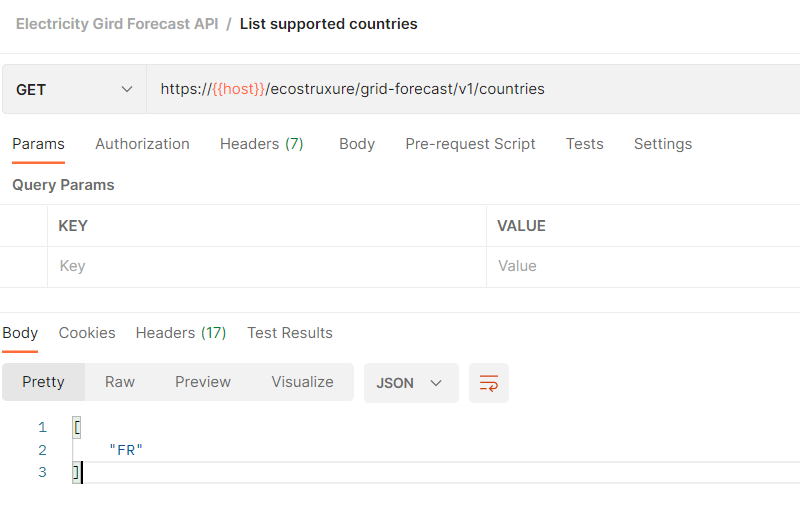 Electricity Gird Forecast API / List supported countries
GET https://{{host}}/ecostruxure/grid-forecast/v1/countries
Params Authorization Headers (7) Body Pre-request Script Tests Settings
Query Params
KEY VALUE
Key Value
Body Cookies Headers (17) Test Results
Pretty Raw Preview Visualize JSON
1 [
2 "FR"
3 ]